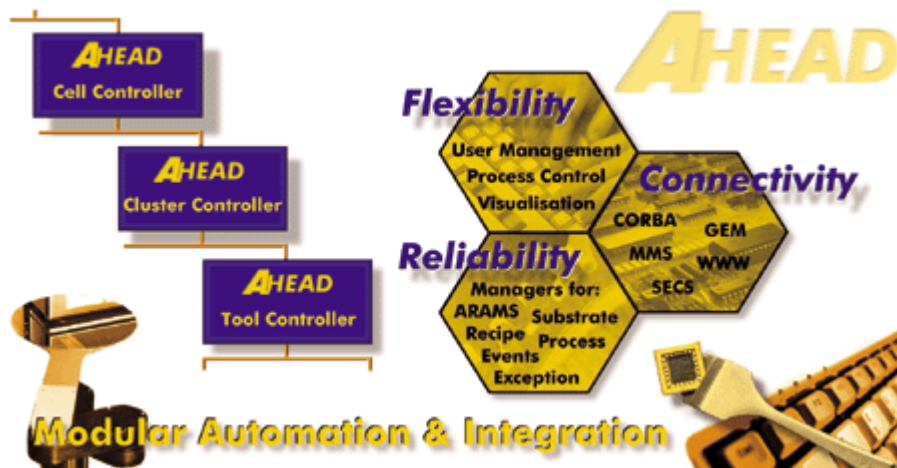 AHEAD
AHEAD
Cell Controller
AHEAD
Cluster Controller
AHEAD
Tool Controller
Flexibility
User Management
Process Control
Visualisation
Connectivity
CORBA
GEM
MMS
WWW
SECS
Reliability
Managers for:
ARAMS
Substrate
Recipe
Process
Events
Exception
Modular Automation & Integration